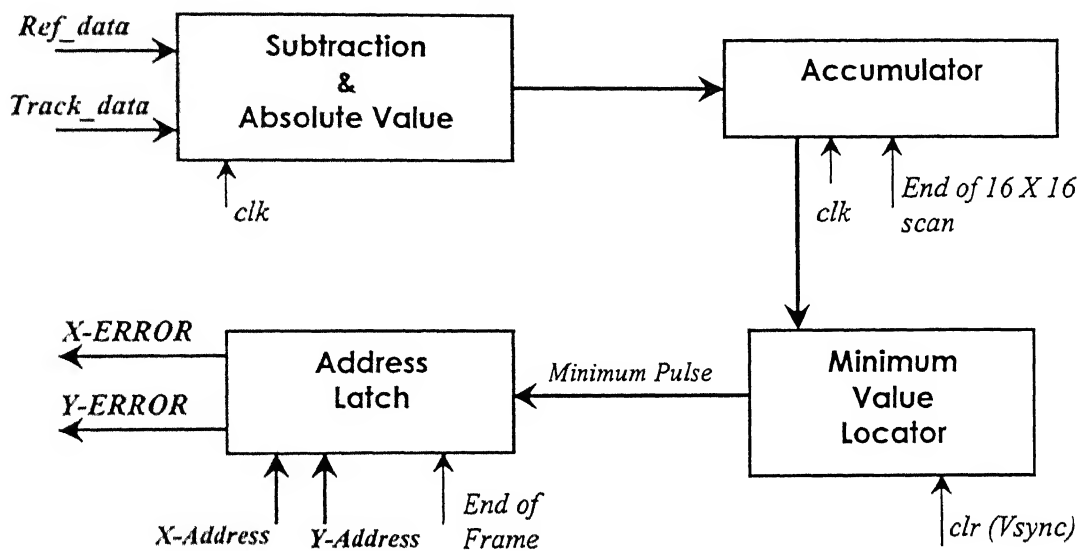 Ref_data
Track_data
Subtraction
&
Absolute Value
clk
Accumulator
clk
End of 16 X 16
scan
X-ERROR
Y-ERROR
Address
Latch
Minimum Pulse
Minimum
Value
Locator
X-Address
Y-Address
End of
Frame
clr (Vsync)